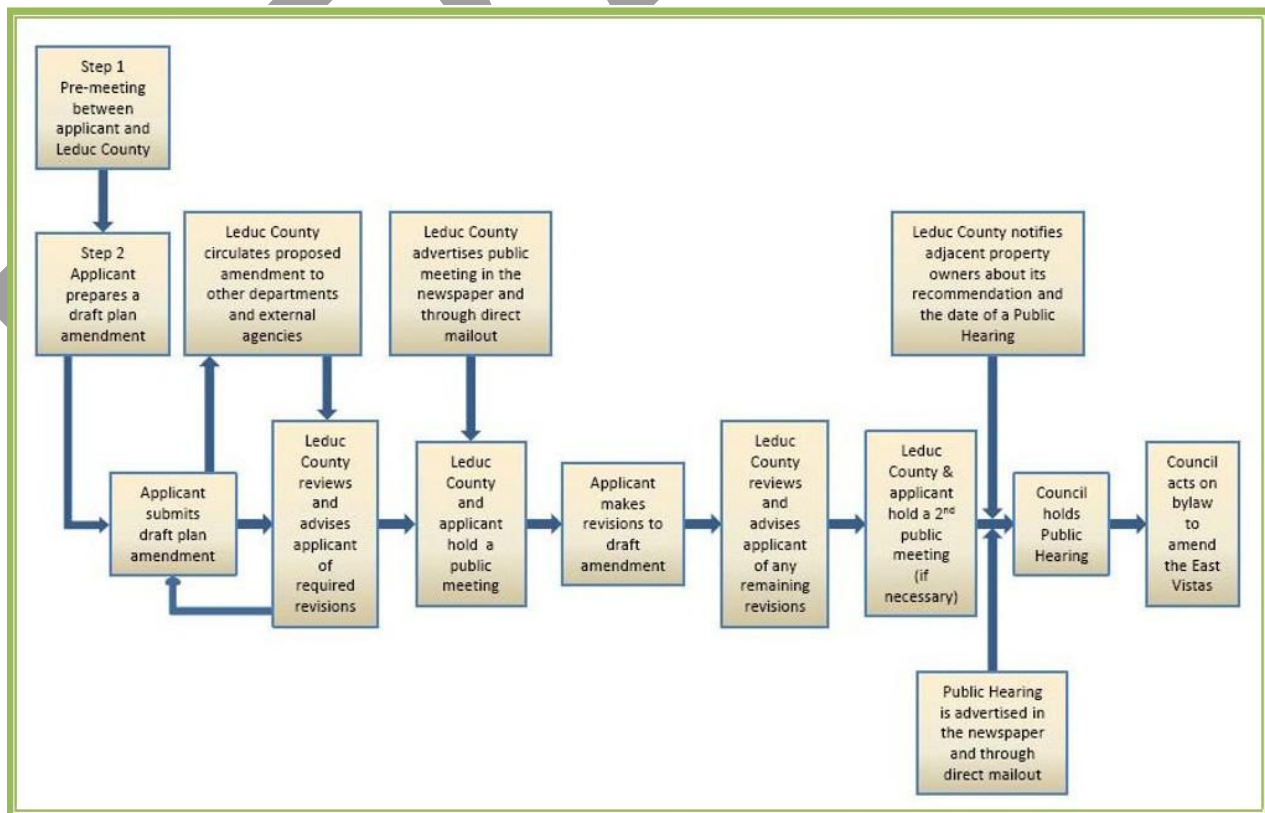 Step 1
Pre-meeting
between
applicant and
Leduc County
Step 2
Applicant
prepares a
draft plan
amendment
Leduc County
circulates proposed
amendment to
other departments
and external
agencies
Leduc County
advertises public
meeting in the
newspaper and
through direct
mailout
Leduc County notifies
adjacent property
owners about its
recommendation and
the date of a Public
Hearing
Applicant
submits
draft plan
amendment
Leduc
County
reviews
and
advises
applicant
of
required
revisions
Leduc
County
and
applicant
hold a
public
meeting
Applicant
makes
revisions to
draft
amendment
Leduc
County
reviews
and
advises
applicant
of any
remaining
revisions
Leduc
County &
applicant
hold a 2nd
public
meeting
(if
necessary)
Council
holds
Public
Hearing
Council
acts on
bylaw
to
amend
the East
Vistas
Public Hearing
is advertised in
the newspaper
and through
direct mailout